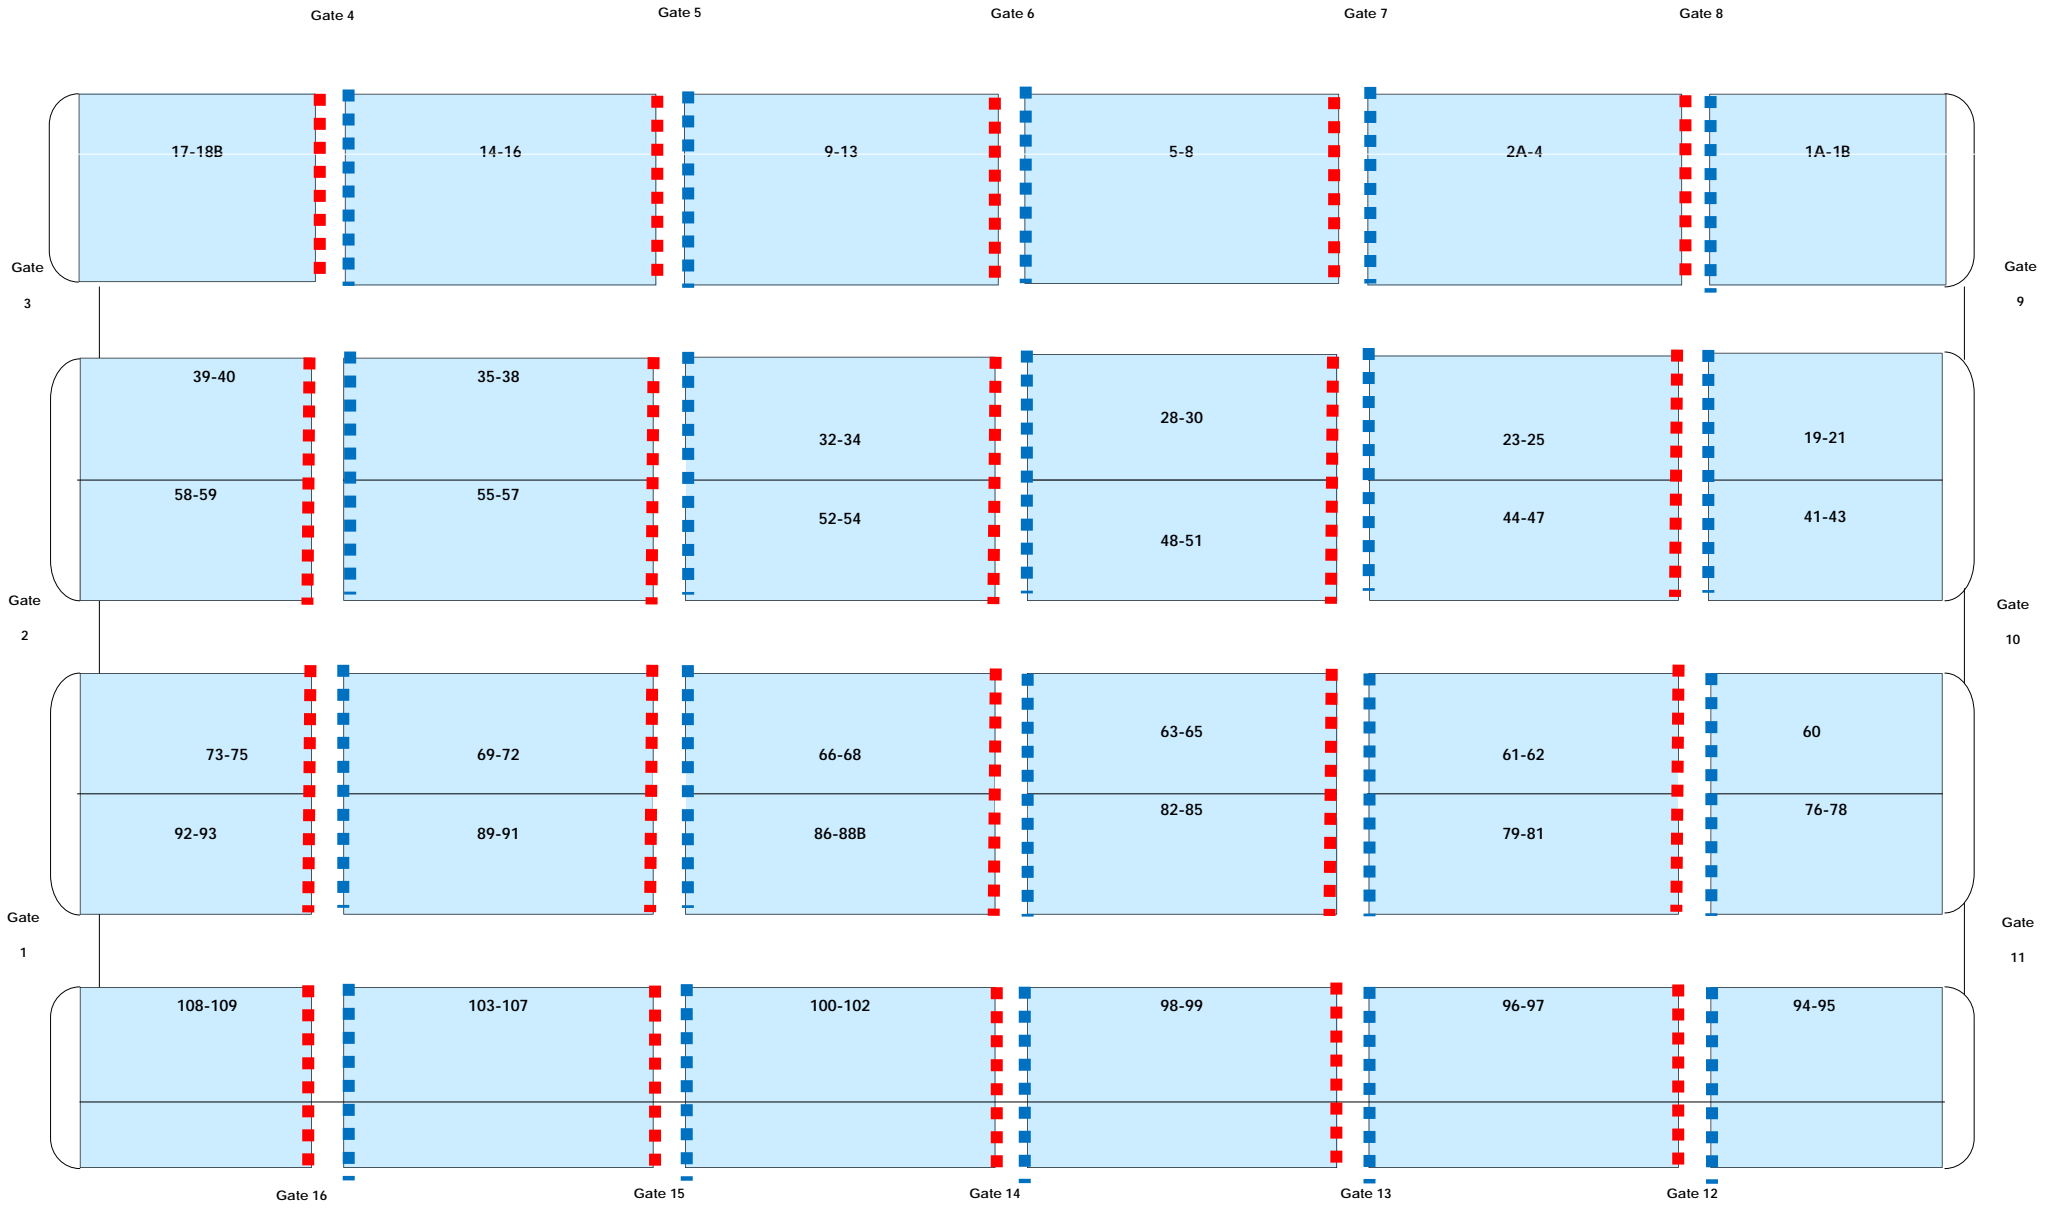 Gate 4
Gate 5
Gate 6
Gate 7
Gate 8
17-18B
14-16
9-13
5-8
2A-4
1A-1B
Gate
3
Gate
9
39-40
35-38
32-34
28-30
23-25
19-21
58-59
55-57
52-54
48-51
44-47
41-43
Gate
2
Gate
10
73-75
69-72
66-68
63-65
61-62
60
92-93
89-91
86-88B
82-85
79-81
76-78
Gate
1
Gate
11
108-109
103-107
100-102
98-99
96-97
94-95
Gate 16
Gate 15
Gate 14
Gate 13
Gate 12